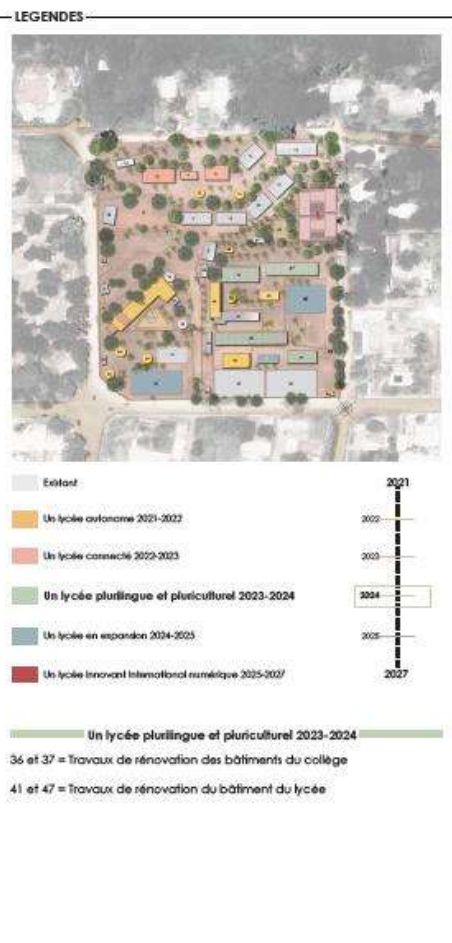 LEGENDES
Existant
2021
Un lycée autonome 2021-2022
2022
Un lycée connecté 2022-2023
2023
Un lycée plurilingue et pluriculturel 2023-2024
2024
Un lycée en expansion 2024-2025
2025
Un lycée innovant international numérique 2025-2027
2027
Un lycée plurilingue et pluriculturel 2023-2024
36 et 37 = Travaux de rénovation des bâtiments du collège
41 et 47 = Travaux de rénovation du bâtiment du lycée